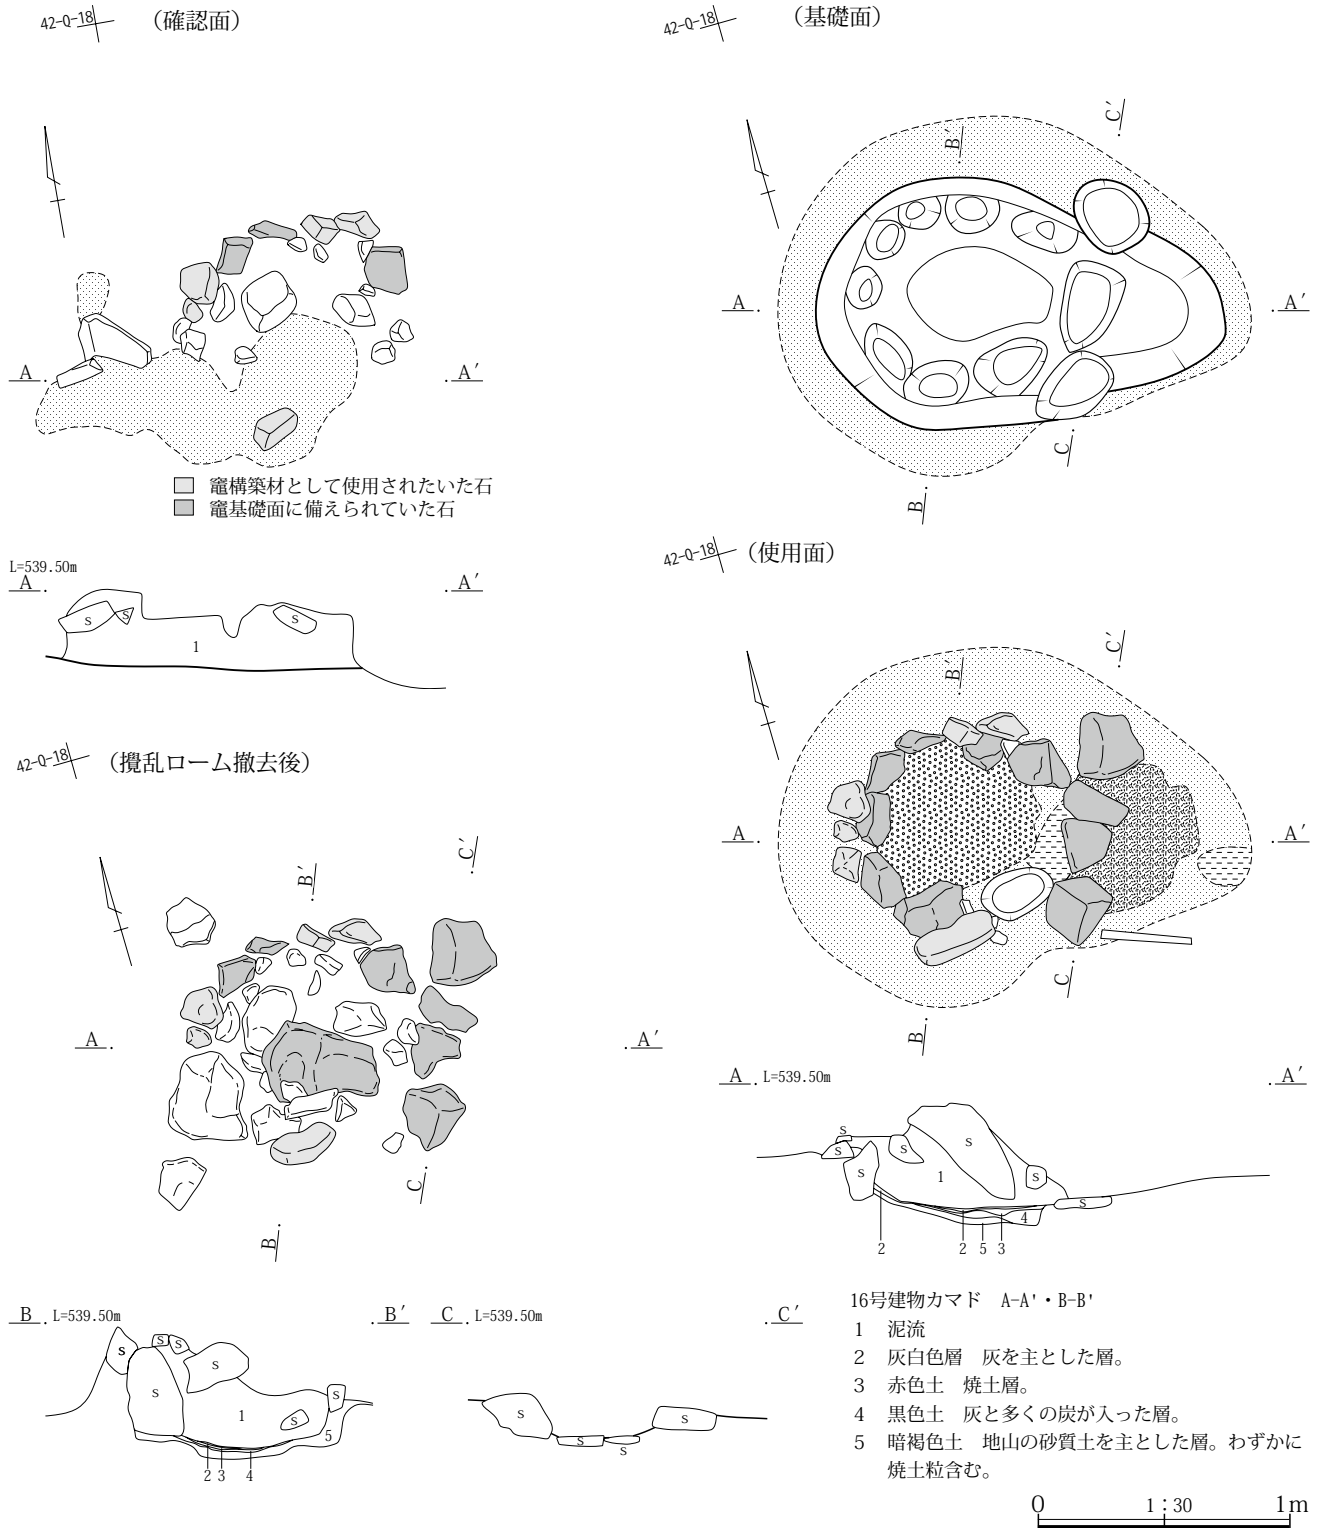 42-Q-18 （確認面）
A A′
竈構築材として使用されたいた石
竈基礎面に備えられていた石
L=539.50m
A A′
S S S
1
42-Q-18 （基礎面）
C′
B′
A A′
C
B
42-Q-18 （使用面）
C′
B′
A A′
C
B
42-Q-18 （攪乱ローム撤去後）
C′
B′
A A′
C
B
A L=539.50m A′
S
S S S
S S
1
S
4
2 2 5 3
B L=539.50m B′
S S S
S
S S
1 S
5
2 3 4
C L=539.50m C′
S S
S
S
16号建物カマド　A-A'・B-B'
1　泥流
2　灰白色層　灰を主とした層。
3　赤色土　焼土層。
4　黒色土　灰と多くの炭が入った層。
5　暗褐色土　地山の砂質土を主とした層。わずかに
焼土粒含む。
0 1：30 1m